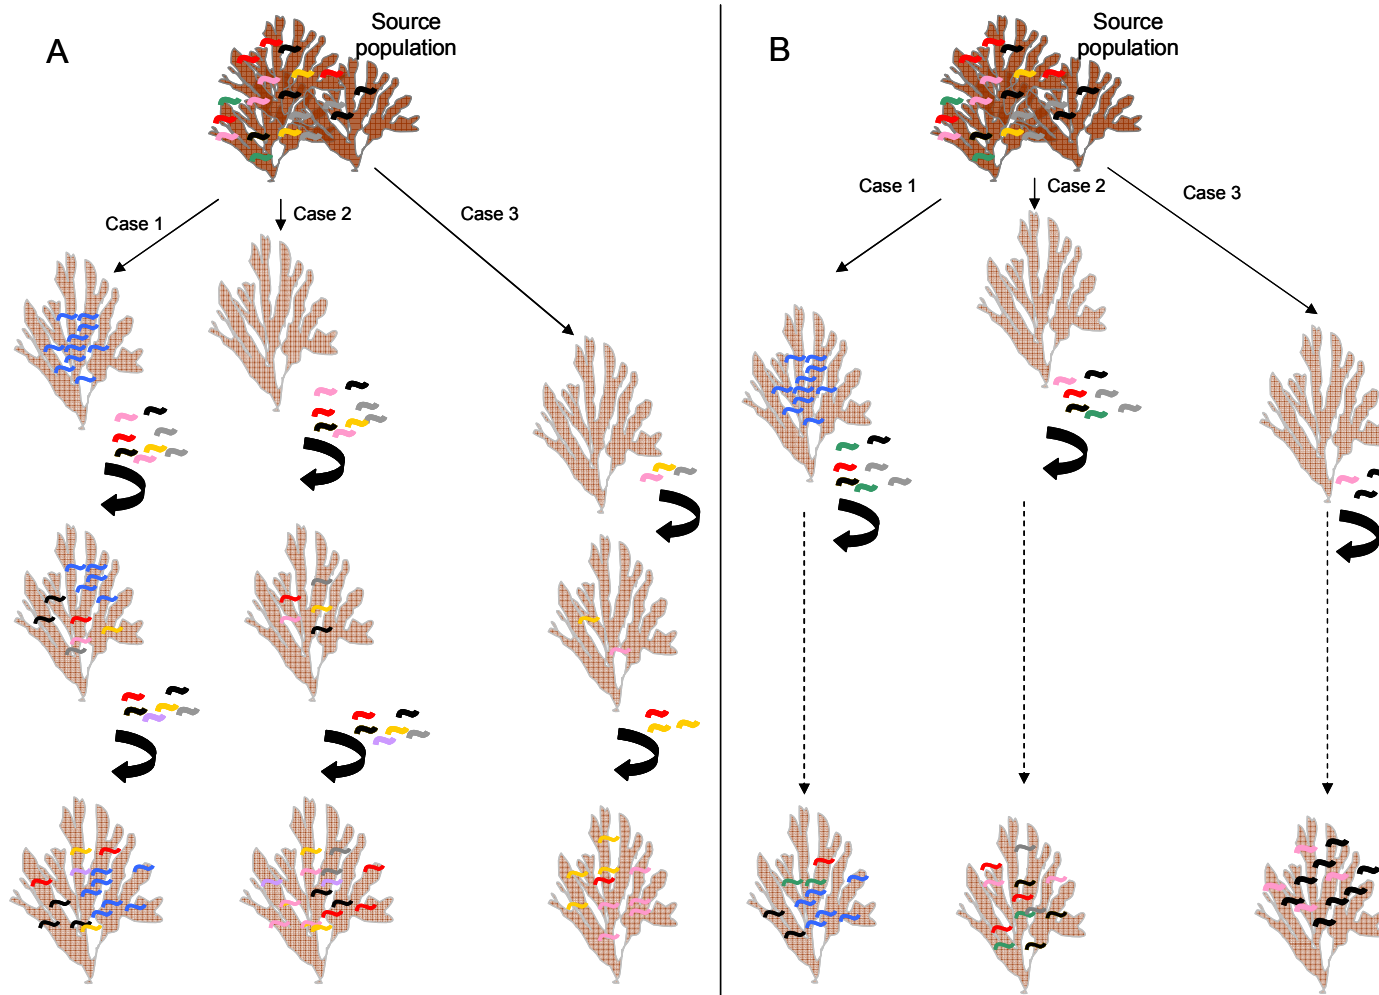 A
Source
population
Case 1
Case 2
Case 3
B
Source
population
Case 1
Case 2
Case 3